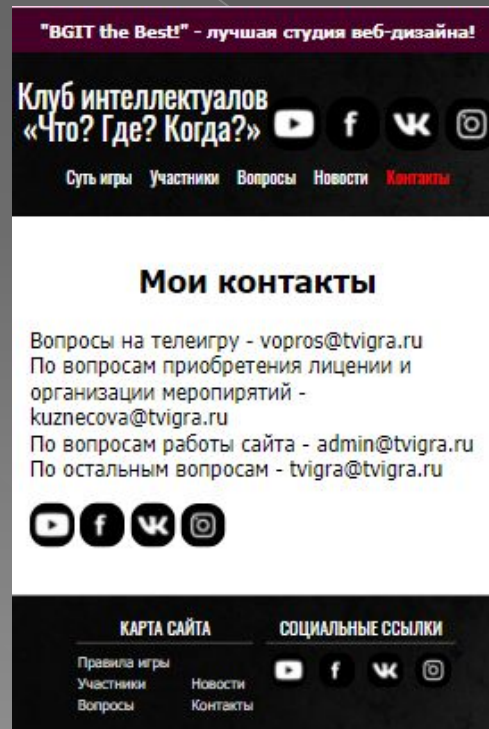 "BGIT the Best!" - лучшая студия веб-дизайна!
Клуб интеллектуалов
«Что? Где? Когда?»
Суть игры Участники Вопросы Новости Контакты
Мои контакты
Вопросы на телеигру - vopros@tvigra.ru
По вопросам приобретения лицении и
организации меропирятий -
kuznecova@tvigra.ru
По вопросам работы сайта - admin@tvigra.ru
По остальным вопросам - tvigra@tvigra.ru
КАРТА САЙТА СОЦИАЛЬНЫЕ ССЫЛКИ
Правила игры
Участники Новости
Вопросы Контакты